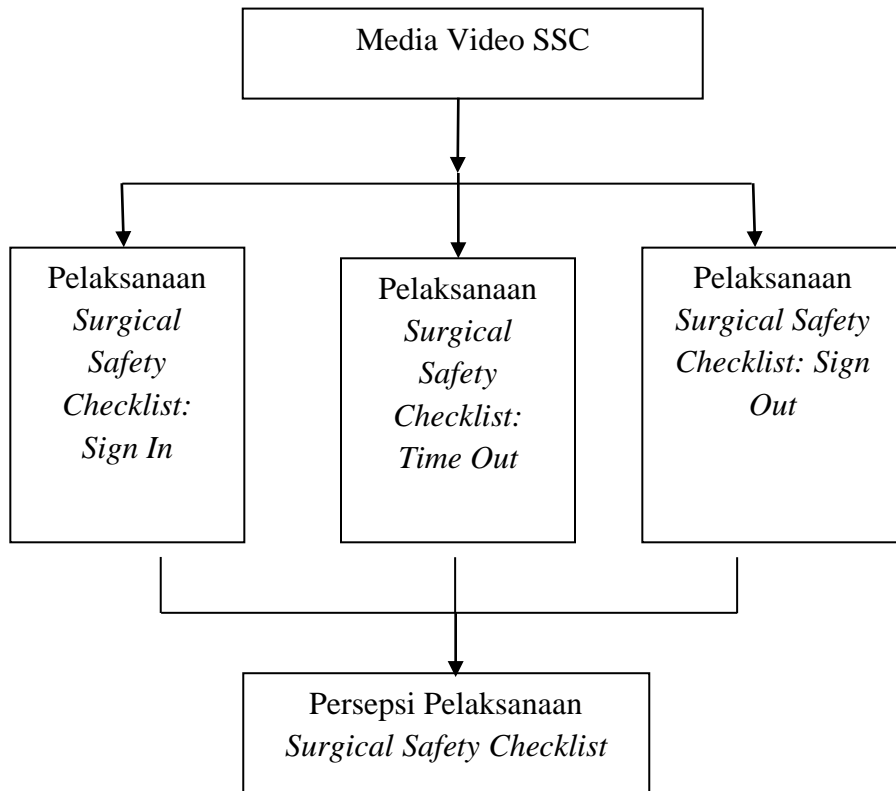 Media Video SSC
Pelaksanaan
Surgical
Safety
Checklist:
Sign In
Pelaksanaan
Surgical
Safety
Checklist:
Time Out
Pelaksanaan
Surgical Safety
Checklist: Sign
Out
Persepsi Pelaksanaan
Surgical Safety Checklist